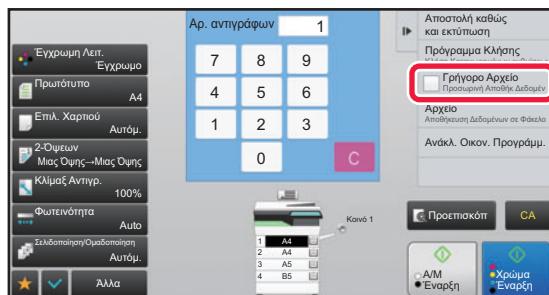 Αρ. αντιγράφων 1
Έγχρωμη Λειτ.
Έγχρωμο
Πρωτότυπο
A4
Επιλ. Χαρτιού
Αυτόμ.
2-Όψεων
Μιας Όψης→Μιας Όψης
Κλίμαξ Αντιγρ.
100%
Φωτεινότητα
Auto
Σελιδοποίηση/Ομαδοποίηση
Αυτόμ.
Άλλα
7 8 9
4 5 6
1 2 3
0 C
Κοινό 1
1 A4
2 A4
3 A5
4 B5
Αποστολή καθώς
και εκτύπωση
Πρόγραμμα Κλήσης
Γρήγορο Αρχείο
Προσωρινή Αποθήκ Δεδομέν
Αρχείο
Αποθήκευση Δεδομένων σε Φάκελο
Ανάκλ. Οικον. Προγράμμ.
Προεπισκόπ
CA
Α/Μ
Έναρξη
Χρώμα
Έναρξη